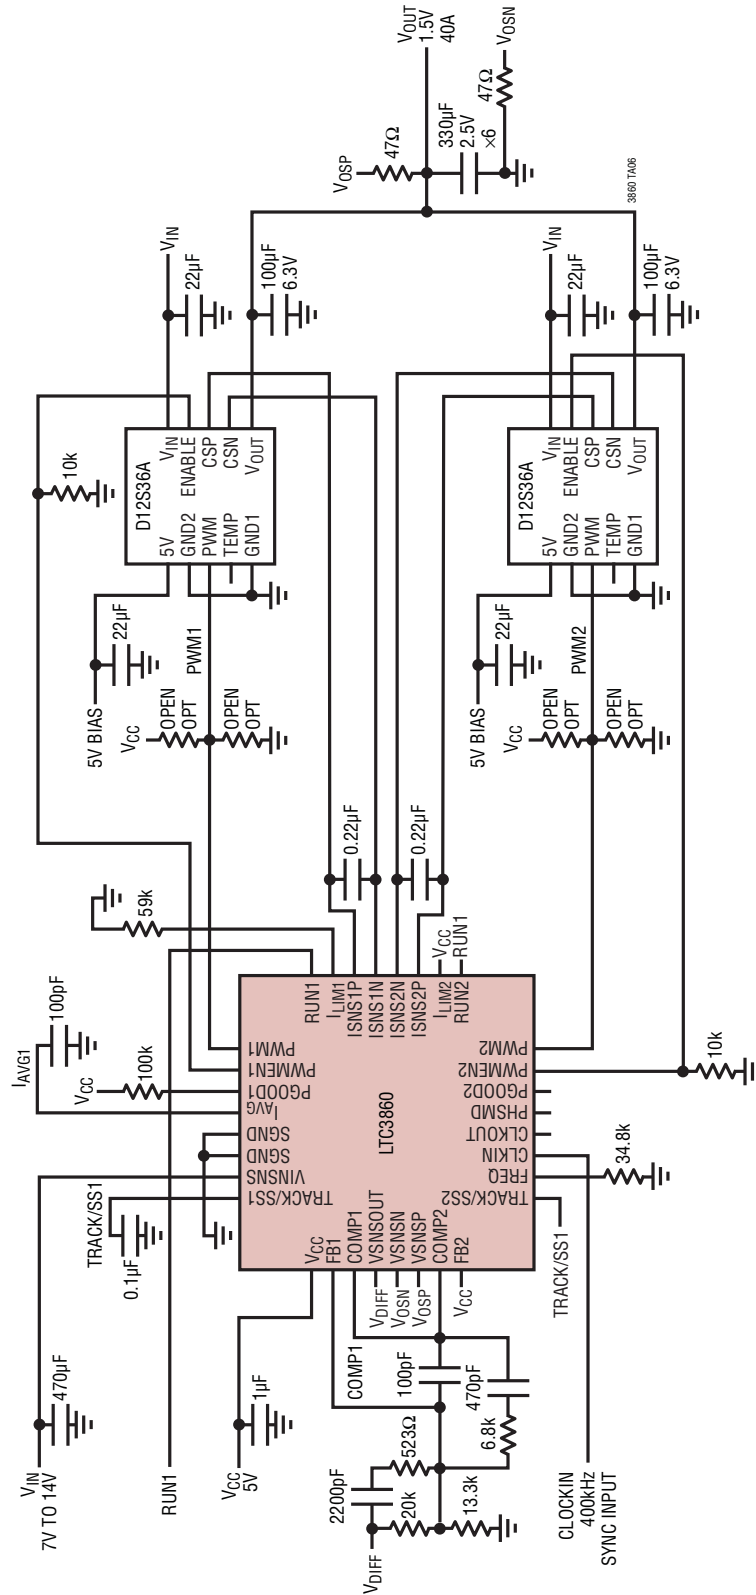 VIN
7V TO 14V
470µF
RUN1
VCC
5V
1µF
VDIFF
2200pF
20k
523Ω
13.3k
6.8k
470pF
100pF
COMP1
CLOCKIN
400kHz
SYNC INPUT
TRACK/SS1
0.1µF
VDIFF
VOSN
VOSP
VCC
TRACK/SS1
34.8k
LTC3860
VCC
FB1
COMP1
VSNSOUT
VSNSN
VSNSP
COMP2
FB2
TRACK/SS1
VINSNS
SGND
SGND
IAVG
PGOOD1
PWMEN1
PWM1
RUN1
ILIM1
ISNS1P
ISNS1N
ISNS2N
ISNS2P
ILIM2
RUN2
TRACK/SS2
FREQ
CLKIN
CLKOUT
PHSMD
PGOOD2
PWMEN2
PWM2
IAVG1
100pF
VCC
100k
59k
VCC
RUN1
10k
0.22µF
0.22µF
VCC
OPEN
OPT
OPEN
OPT
5V BIAS
22µF
PWM1
10k
D12S36A
5V
GND2
PWM
TEMP
GND1
VIN
ENABLE
CSP
CSN
VOUT
VIN
22µF
100µF
6.3V
VCC
OPEN
OPT
OPEN
OPT
5V BIAS
22µF
PWM2
D12S36A
5V
GND2
PWM
TEMP
GND1
VIN
ENABLE
CSP
CSN
VOUT
VIN
22µF
100µF
6.3V
VOSP
47Ω
330µF
2.5V
×6
47Ω
VOUT
1.5V
40A
VOSN
3860 TA06